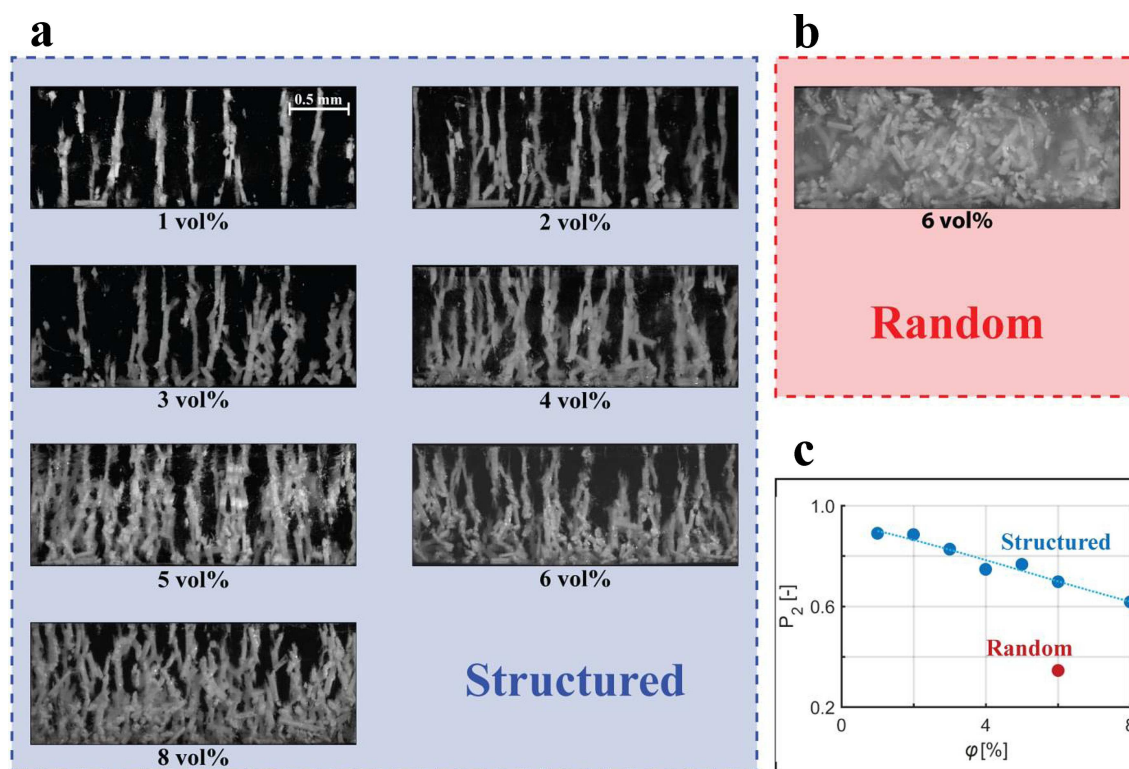 a
0.5 mm
1 vol%
2 vol%
3 vol%
4 vol%
5 vol%
6 vol%
8 vol%
Structured
b
6 vol%
Random
c
1.0
0.6
0.2
P2 [-]
Structured
Random
0
4
8
φ [%]